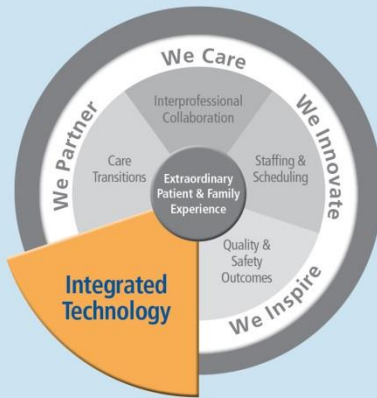 We Care
We Partner
We Innovate
We Inspire
Interprofessional
Collaboration
Care
Transitions
Staffing &
Scheduling
Extraordinary
Patient & Family
Experience
Quality &
Safety
Outcomes
Integrated
Technology